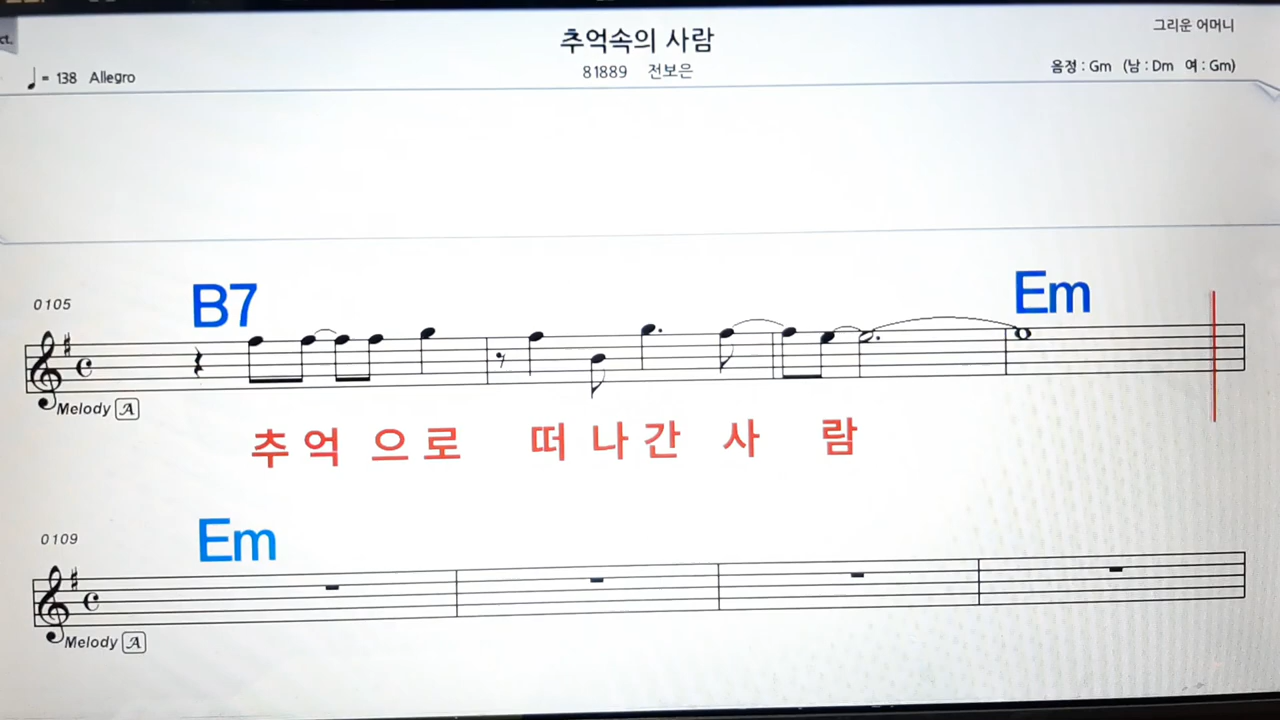 추억속의 사람
그리운 어머니
ct.
♩ = 138 Allegro
81889 전보은
음정 : Gm (남 : Dm 여 : Gm)
B7 Em
0105
Melody A
추 억 으 로 떠 나 간 사 람
Em
0109
Melody A